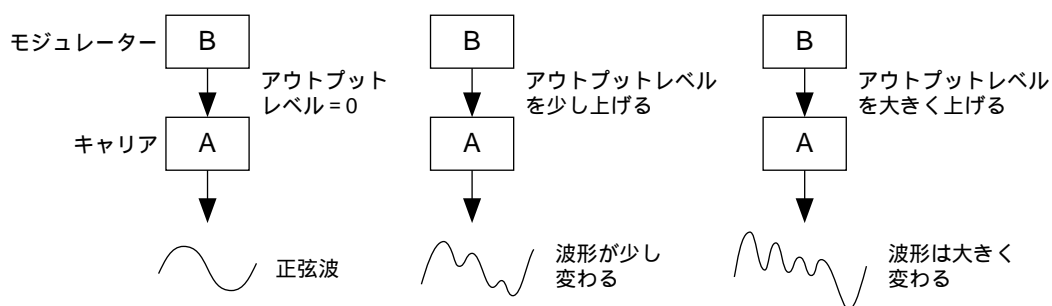 モジュレーター
B
B
B
アウトプット
レベル = 0
アウトプットレベル
を少し上げる
アウトプットレベル
を大きく上げる
キャリア
A
A
A
正弦波
波形が少し
変わる
波形は大きく
変わる